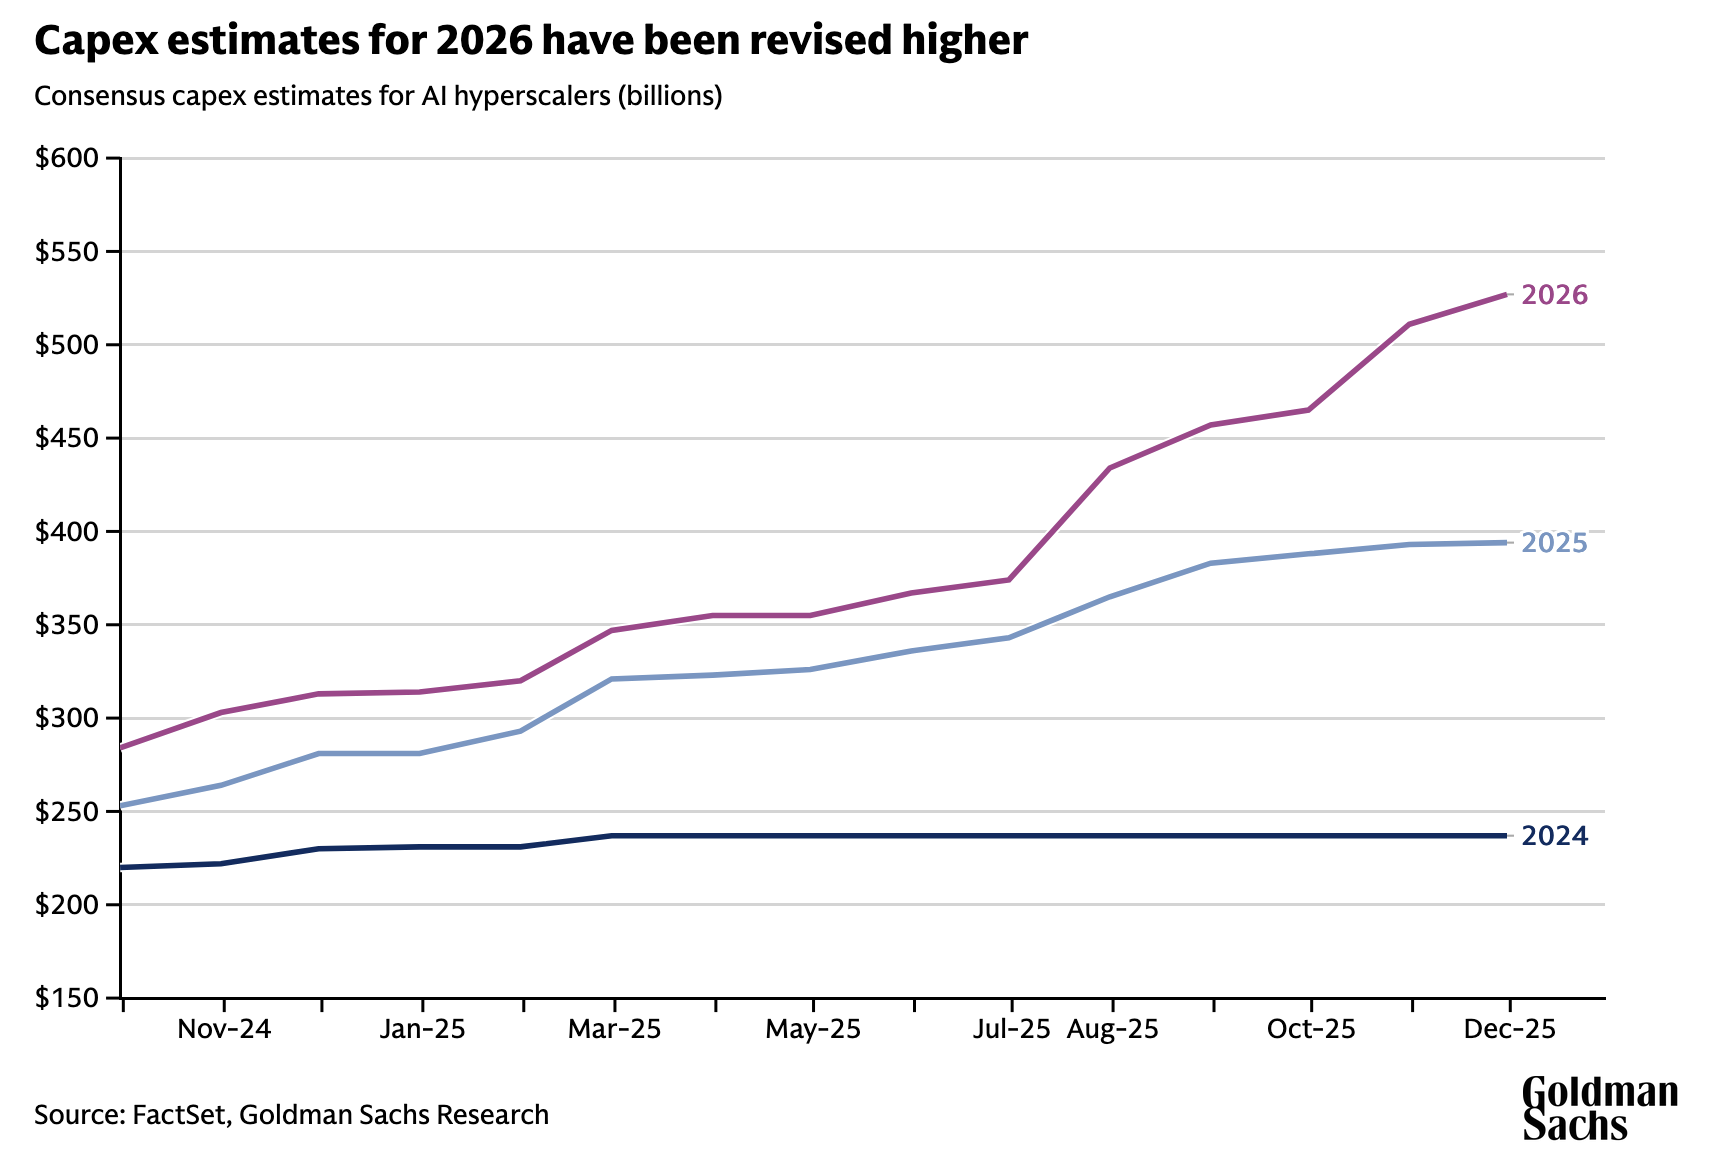 Capex estimates for 2026 have been revised higher
Consensus capex estimates for AI hyperscalers (billions)
$600
$550
$500
$450
$400
$350
$300
$250
$200
$150
2026
2025
2024
Nov-24 Jan-25 Mar-25 May-25 Jul-25 Aug-25 Oct-25 Dec-25
Source: FactSet, Goldman Sachs Research
Goldman
Sachs